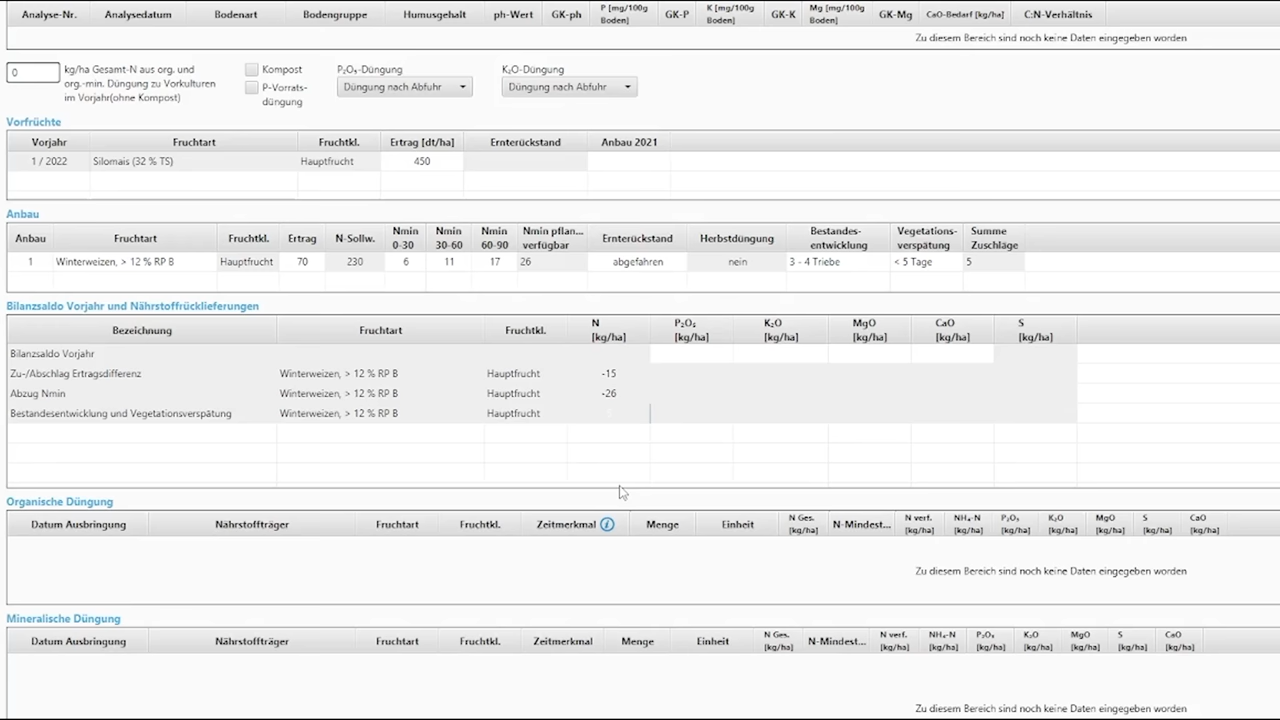 Analyse-Nr. Analysedatum Bodenart Bodengruppe Humusgehalt ph-Wert GK-ph P [mg/100g Boden] GK-P K [mg/100g Boden] GK-K Mg [mg/100g Boden] GK-Mg CaO-Bedarf [kg/ha] C:N-Verhältnis
Zu diesem Bereich sind noch keine Daten eingegeben worden
0 kg/ha Gesamt-N aus org. und
org.-min. Düngung zu Vorkulturen
im Vorjahr(ohne Kompost)
Kompost
P-Vorrats-
düngung
P₂O₅-Düngung
Düngung nach Abfuhr
K₂O-Düngung
Düngung nach Abfuhr
Vorfrüchte
Vorjahr Fruchtart Fruchtkl. Ertrag [dt/ha] Ernterückstand Anbau 2021
1 / 2022 Silomais (32 % TS) Hauptfrucht 450
Anbau
Anbau Fruchtart Fruchtkl. Ertrag N-Sollw. Nmin 0-30 Nmin 30-60 Nmin 60-90 Nmin pflan... verfügbar Ernterückstand Herbstdüngung Bestandes- entwicklung Vegetations- verspätung Summe Zuschläge
1 Winterweizen, > 12 % RP B Hauptfrucht 70 230 6 11 17 26 abgefahren nein 3 - 4 Triebe < 5 Tage 5
Bilanzsaldo Vorjahr und Nährstoffrücklieferungen
Bezeichnung Fruchtart Fruchtkl. N [kg/ha] P₂O₅ [kg/ha] K₂O [kg/ha] MgO [kg/ha] CaO [kg/ha] S [kg/ha]
Bilanzsaldo Vorjahr
Zu-/Abschlag Ertragsdifferenz Winterweizen, > 12 % RP B Hauptfrucht -15
Abzug Nmin Winterweizen, > 12 % RP B Hauptfrucht -26
Bestandesentwicklung und Vegetationsverspätung Winterweizen, > 12 % RP B Hauptfrucht
Organische Düngung
Datum Ausbringung Nährstoffträger Fruchtart Fruchtkl. Zeitmerkmal i Menge Einheit N Ges. [kg/ha] N-Mindest... N verf. [kg/ha] NH₄-N [kg/ha] P₂O₅ [kg/ha] K₂O [kg/ha] MgO [kg/ha] S [kg/ha] CaO [kg/ha]
Zu diesem Bereich sind noch keine Daten eingegeben worden
Mineralische Düngung
Datum Ausbringung Nährstoffträger Fruchtart Fruchtkl. Zeitmerkmal Menge Einheit N Ges. [kg/ha] N-Mindest... N verf. [kg/ha] NH₄-N [kg/ha] P₂O₅ [kg/ha] K₂O [kg/ha] MgO [kg/ha] S [kg/ha] CaO [kg/ha]
Zu diesem Bereich sind noch keine Daten eingegeben worden